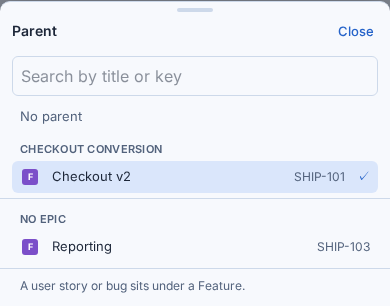 Parent Close
Search by title or key
No parent
CHECKOUT CONVERSION
F Checkout v2 SHIP-101 ✓
NO EPIC
F Reporting SHIP-103
A user story or bug sits under a Feature.